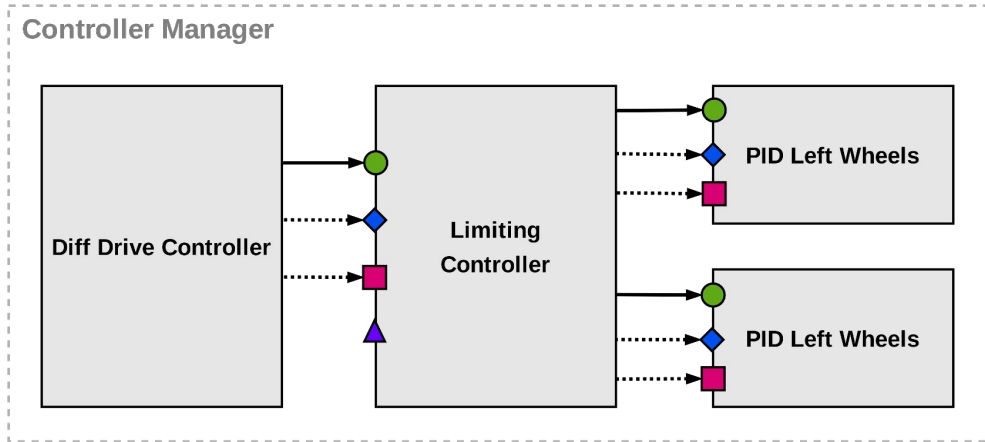 Controller Manager
Diff Drive Controller
Limiting
Controller
PID Left Wheels
PID Left Wheels